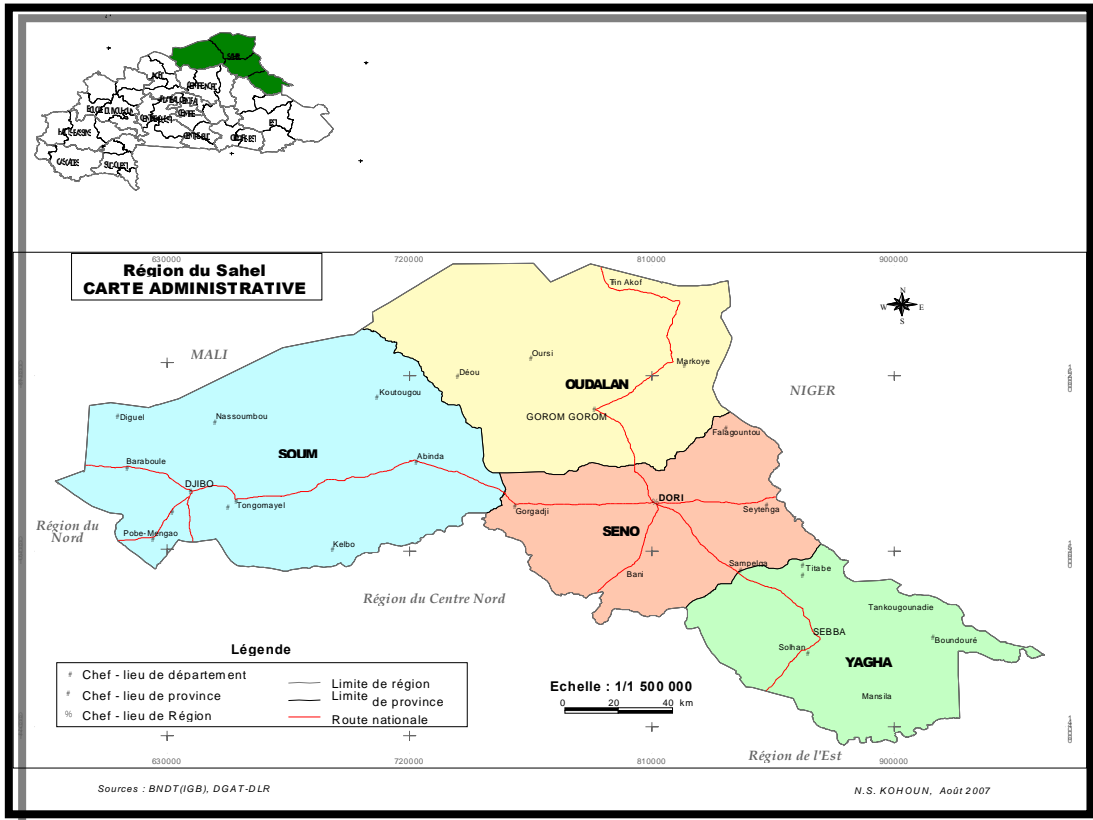 SAHEL
EST
CASCADES
630000
720000
810000
900000
Région du Sahel
CARTE ADMINISTRATIVE
Tin Akof
N
W
E
S
MALI
Oursi
Markoye
Déou
OUDALAN
NIGER
Koutougou
GOROM GOROM
Diguel
Nassoumbou
Falagountou
SOUM
Abinda
Baraboule
DJIBO
DORI
Tongomayel
Gorgadji
Seytenga
Région du
Nord
Pobe-Mengao
SENO
Kelbo
Sampelga
Titabe
Bani
Région du Centre Nord
Tankougounadie
SEBBA
Boundouré
Solhan
YAGHA
Mansila
Légende
# Chef - lieu de département
# Chef - lieu de province
% Chef - lieu de Région
Limite de région
Limite
de province
Route nationale
Echelle : 1/1 500 000
0 20 40 km
Région de l'Est
630000
720000
810000
900000
Sources : BNDT(IGB), DGAT-DLR
N.S. KOHOUN, Août 2007